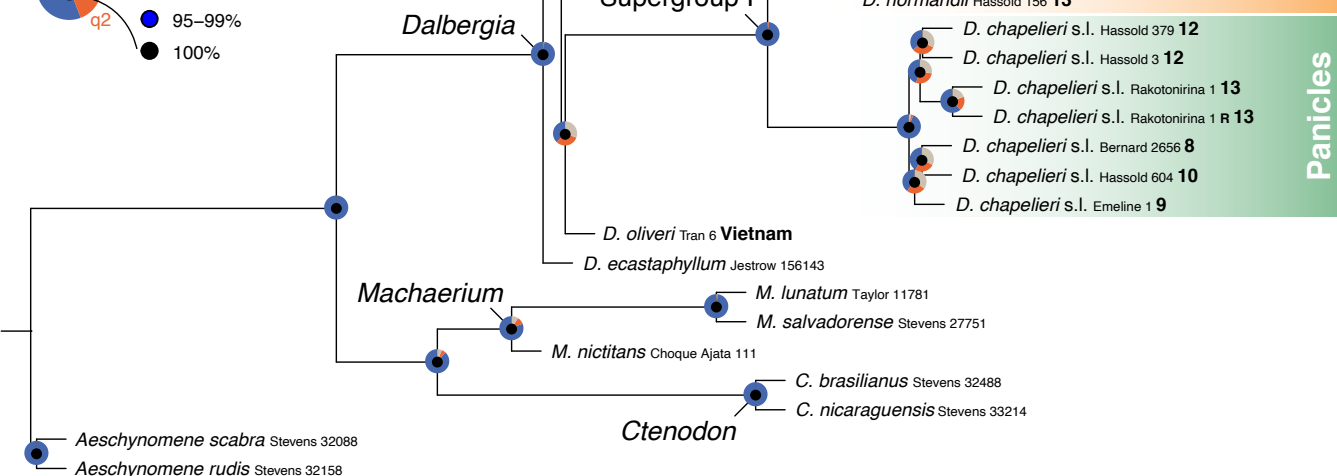 D. normandii Hassold 156 13
Supergroup I
q2
95–99%
100%
Dalbergia
D. chapelieri s.l. Hassold 379 12
D. chapelieri s.l. Hassold 3 12
D. chapelieri s.l. Rakotonirina 1 13
D. chapelieri s.l. Rakotonirina 1 R 13
D. chapelieri s.l. Bernard 2656 8
D. chapelieri s.l. Hassold 604 10
D. chapelieri s.l. Emeline 1 9
Panicles
D. oliveri Tran 6 Vietnam
D. ecastaphyllum Jestrow 156143
Machaerium
M. lunatum Taylor 11781
M. salvadorense Stevens 27751
M. nictitans Choque Ajata 111
C. brasilianus Stevens 32488
C. nicaraguensis Stevens 33214
Ctenodon
Aeschynomene scabra Stevens 32088
Aeschynomene rudis Stevens 32158